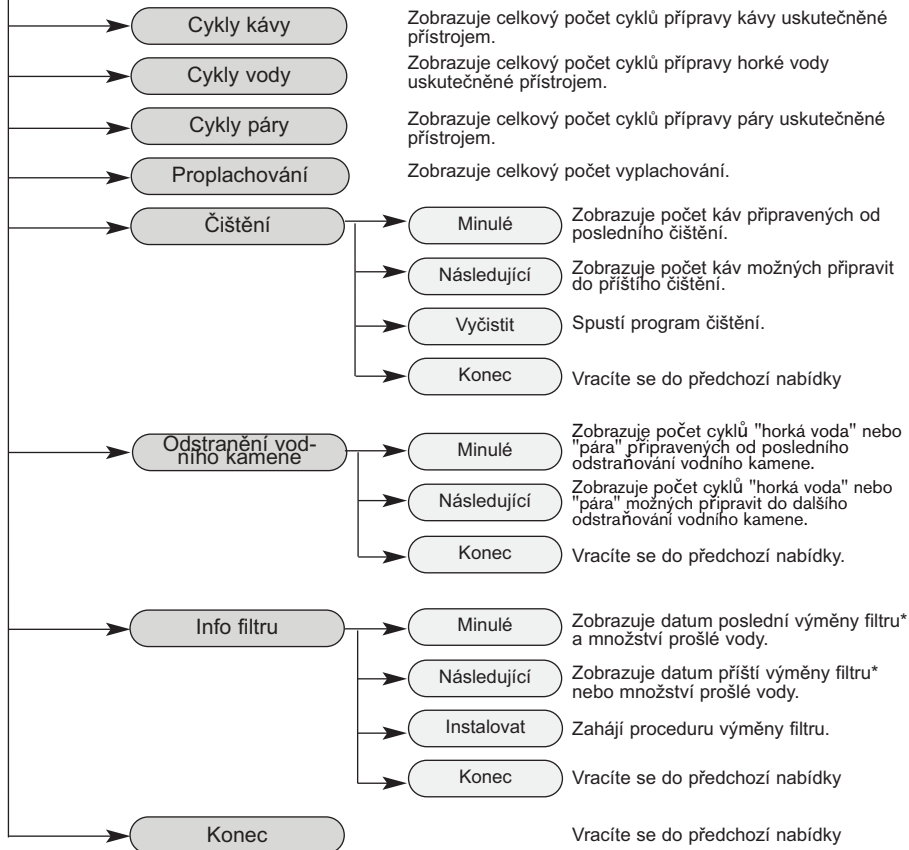 Cykly kávy
Zobrazuje celkový počet cyklů přípravy kávy uskutečněné
přístrojem.
Cykly vody
Zobrazuje celkový počet cyklů přípravy horké vody
uskutečněné přístrojem.
Cykly páry
Zobrazuje celkový počet cyklů přípravy páry uskutečněné
přístrojem.
Proplachování
Zobrazuje celkový počet vyplachování.
Čištění
Minulé
Zobrazuje počet káv připravených od
posledního čištění.
Následující
Zobrazuje počet káv možných připravit
do příštího čištění.
Vyčistit
Spustí program čištění.
Konec
Vracíte se do předchozí nabídky
Odstranění vod-
ního kamene
Minulé
Zobrazuje počet cyklů "horká voda" nebo
"pára" připravených od posledního
odstraňování vodního kamene.
Následující
Zobrazuje počet cyklů "horká voda" nebo
"pára" možných připravit do dalšího
odstraňování vodního kamene.
Konec
Vracíte se do předchozí nabídky.
Info filtru
Minulé
Zobrazuje datum poslední výměny filtru*
a množství prošlé vody.
Následující
Zobrazuje datum příští výměny filtru*
nebo množství prošlé vody.
Instalovat
Zahájí proceduru výměny filtru.
Konec
Vracíte se do předchozí nabídky
Konec
Vracíte se do předchozí nabídky